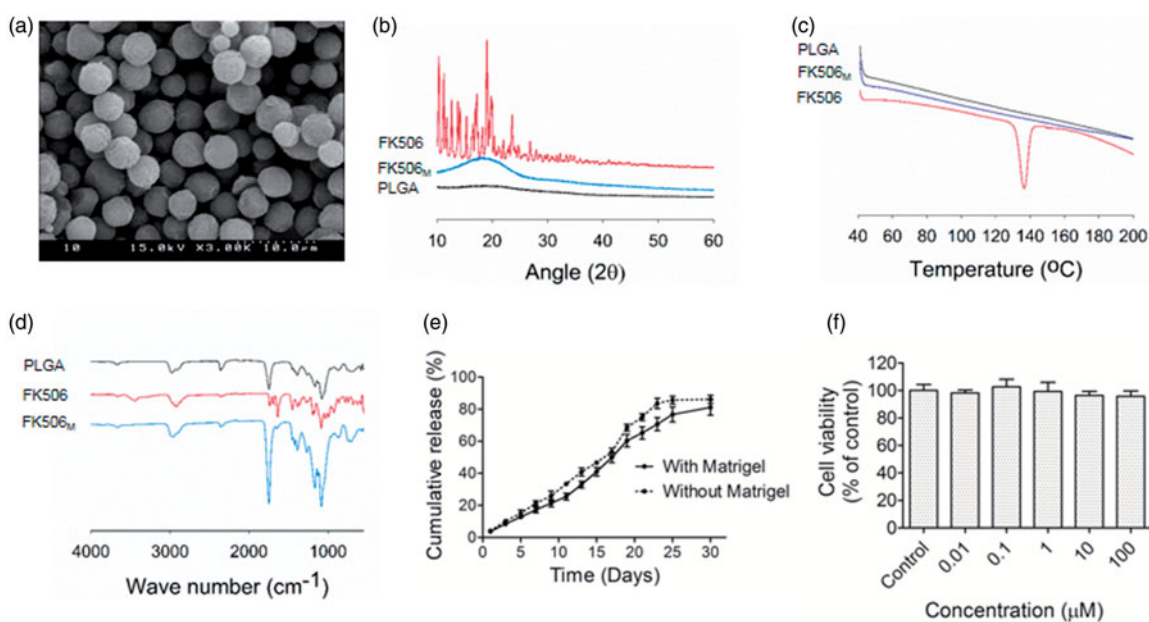 (a)
10 15.0kV X3.00K 10.0μm
(b)
FK506
FK506M
PLGA
10 20 30 40 50 60
Angle (2θ)
(c)
PLGA
FK506M
FK506
40 60 80 100 120 140 160 180 200
Temperature (ºC)
(d)
PLGA
FK506
FK506M
4000 3000 2000 1000
Wave number (cm-1)
(e)
Cumulative release (%)
100
80
60
40
20
0
With Matrigel
Without Matrigel
0 5 10 15 20 25 30
Time (Days)
(f)
Cell viability
(% of control)
120
100
80
60
40
20
0
Control 0.01 0.1 1 10 100
Concentration (μM)